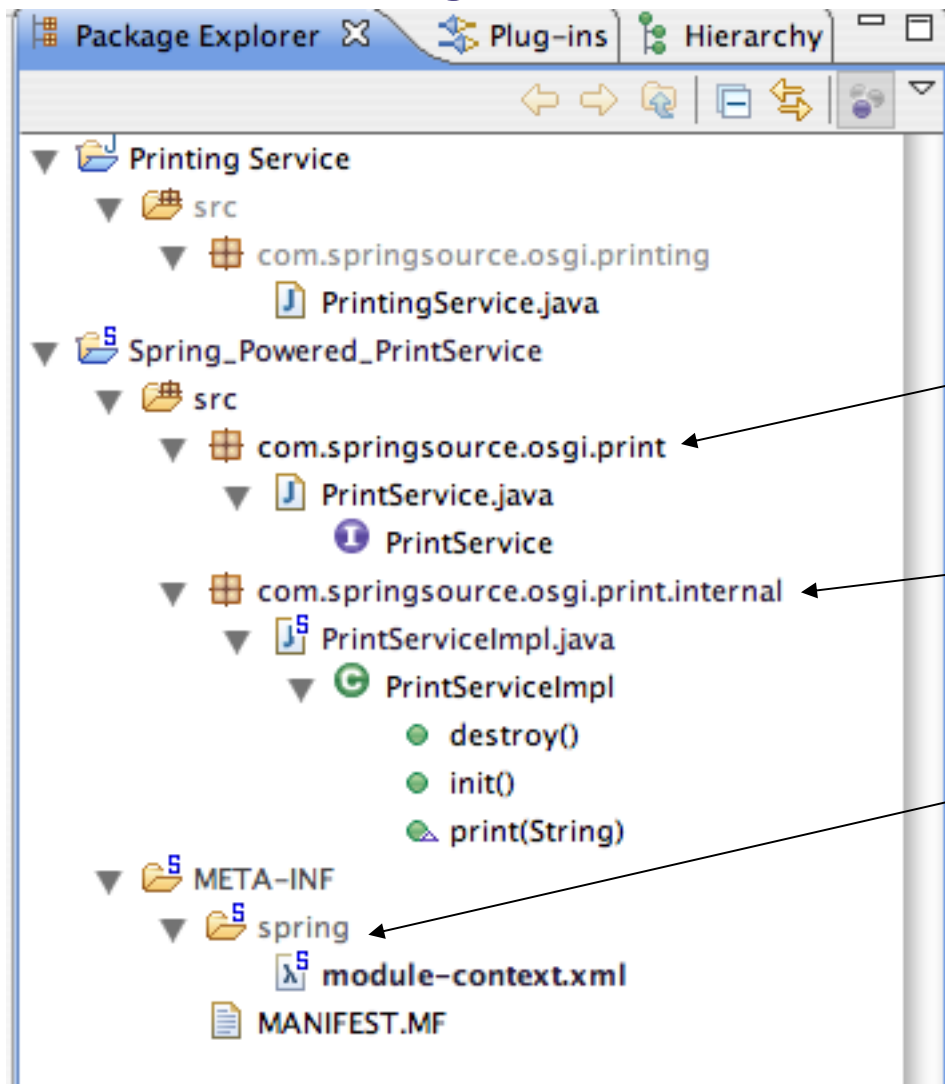 Package Explorer Plug-ins Hierarchy
Printing Service
src
com.springsource.osgi.printing
PrintingService.java
Spring_Powered_PrintService
src
com.springsource.osgi.print
PrintService.java
PrintService
com.springsource.osgi.print.internal
PrintServiceImpl.java
PrintServiceImpl
destroy()
init()
print(String)
META-INF
spring
module-context.xml
MANIFEST.MF